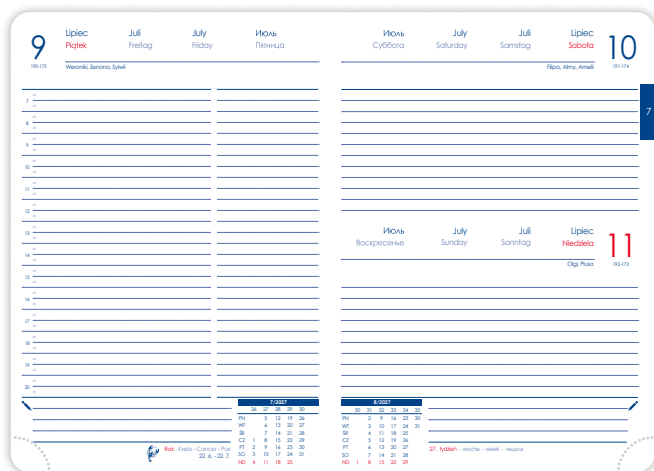 9
190-175
Lipiec Juli July Июль
Piątek Freitag Friday Пятница
Weroniki, Zenona, Sylwii
7
8
9
10
11
12
13
14
15
16
17
18
19
20
7/2027
26 27 28 29 30
PN 5 12 19 26
WT 6 13 20 27
ŚR 7 14 21 28
CZ 1 8 15 22 29
PT 2 9 16 23 30
SO 3 10 17 24 31
ND 4 11 18 25
Rak - Krebs - Cancer - Рак
22. 6. - 22. 7.
Июль July Juli Lipiec
Суббота Saturday Samstag Sobota
10
191-174
Filipa, Almy, Amelii
7
Июль July Juli Lipiec
Воскресенье Sunday Sonntag Niedziela
11
192-173
Olgi, Piusa
8/2027
30 31 32 33 34 35
PN 2 9 16 23 30
WT 3 10 17 24 31
ŚR 4 11 18 25
CZ 5 12 19 26
PT 6 13 20 27
SO 7 14 21 28
ND 1 8 15 22 29
27. tydzień - woche - week - неделя